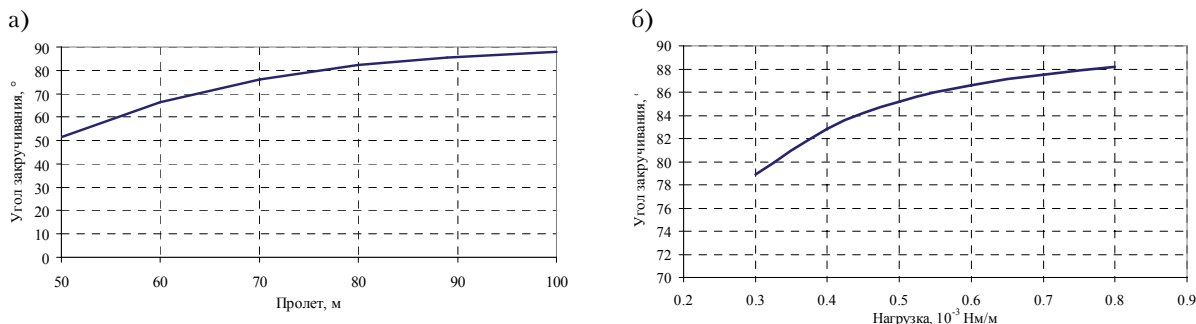 а)
Угол закручивания, °
90
80
70
60
50
40
30
20
10
0
50 60 70 80 90 100
Пролет, м
б)
Угол закручивания, '
90
88
86
84
82
80
78
76
74
72
70
0.2 0.3 0.4 0.5 0.6 0.7 0.8 0.9
Нагрузка, 10⁻³ Нм/м